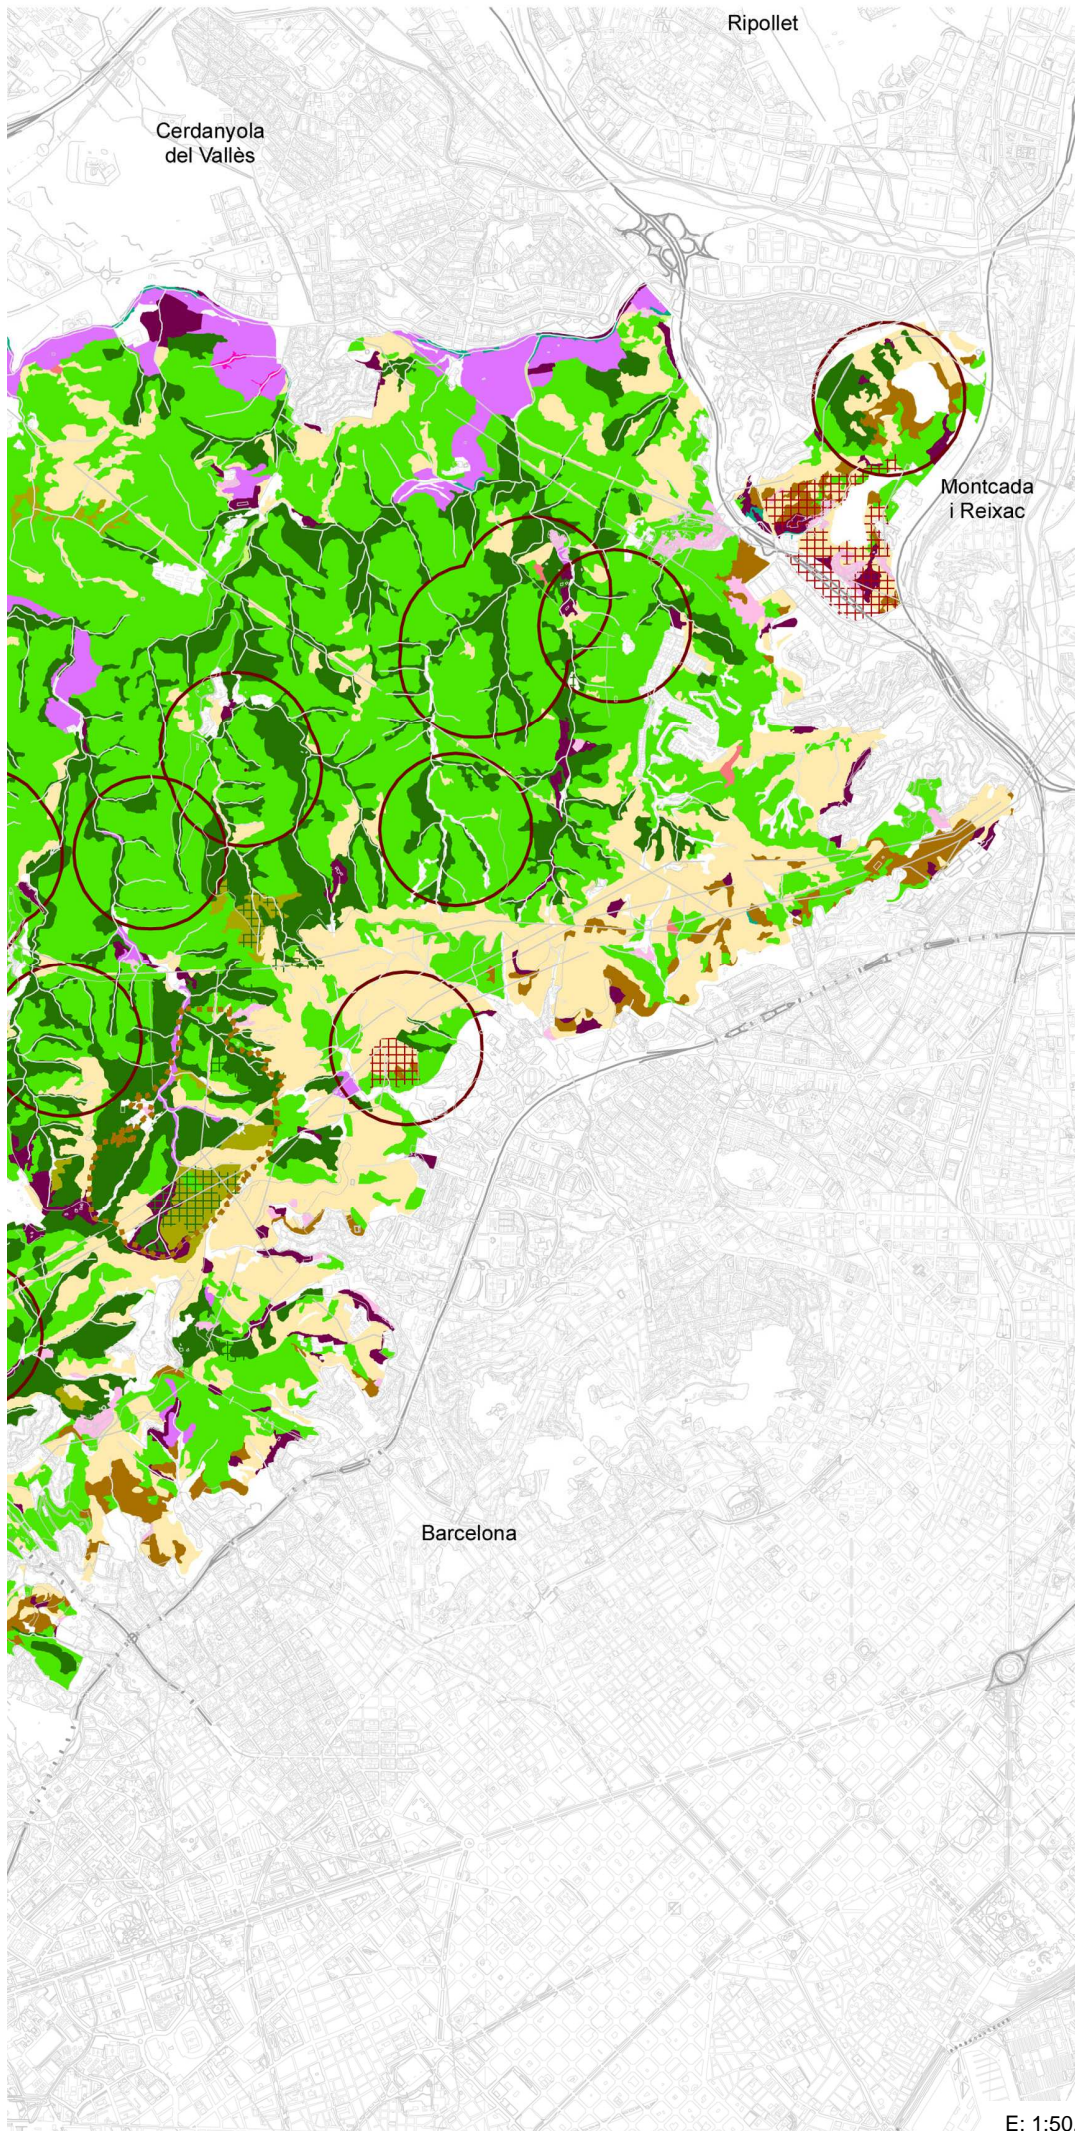 Ripollet
Cerdanyola
del Vallès
Montcada
i Reixac
Barcelona
E: 1:50.